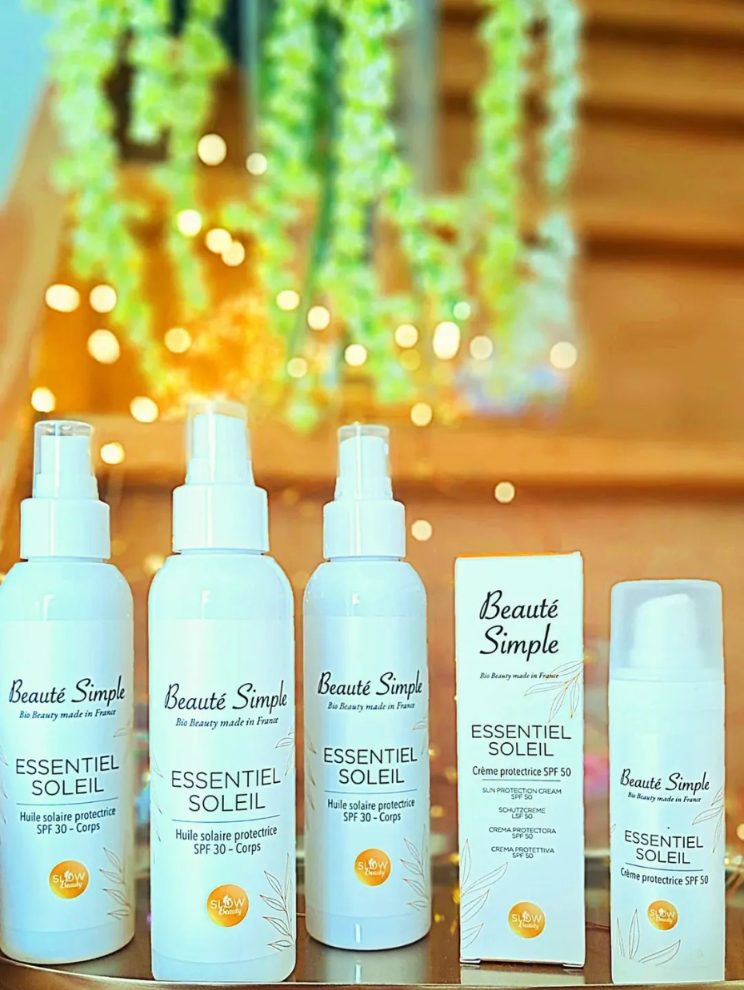 Beauté Simple
Bio Beauty made in France
ESSENTIEL
SOLEIL
Huile solaire protectrice
SPF 30 – Corps
SLOW
Beauty
Beauté Simple
Bio Beauty made in France
ESSENTIEL
SOLEIL
Huile solaire protectrice
SPF 30 – Corps
SLOW
Beauty
Beauté Simple
Bio Beauty made in France
ESSENTIEL
SOLEIL
Huile solaire protectrice
SPF 30 – Corps
SLOW
Beauty
Beauté
Simple
Bio Beauty made in France
ESSENTIEL
SOLEIL
Crème protectrice SPF 50
SUN PROTECTION CREAM
SPF 50
SCHUTZCREME
LSF 50
CREMA PROTECTORA
SPF 50
CREMA PROTETTIVA
SPF 50
SLOW
Beauty
Beauté Simple
Bio Beauty made in France
ESSENTIEL
SOLEIL
Crème protectrice SPF 50
SLOW
Beauty